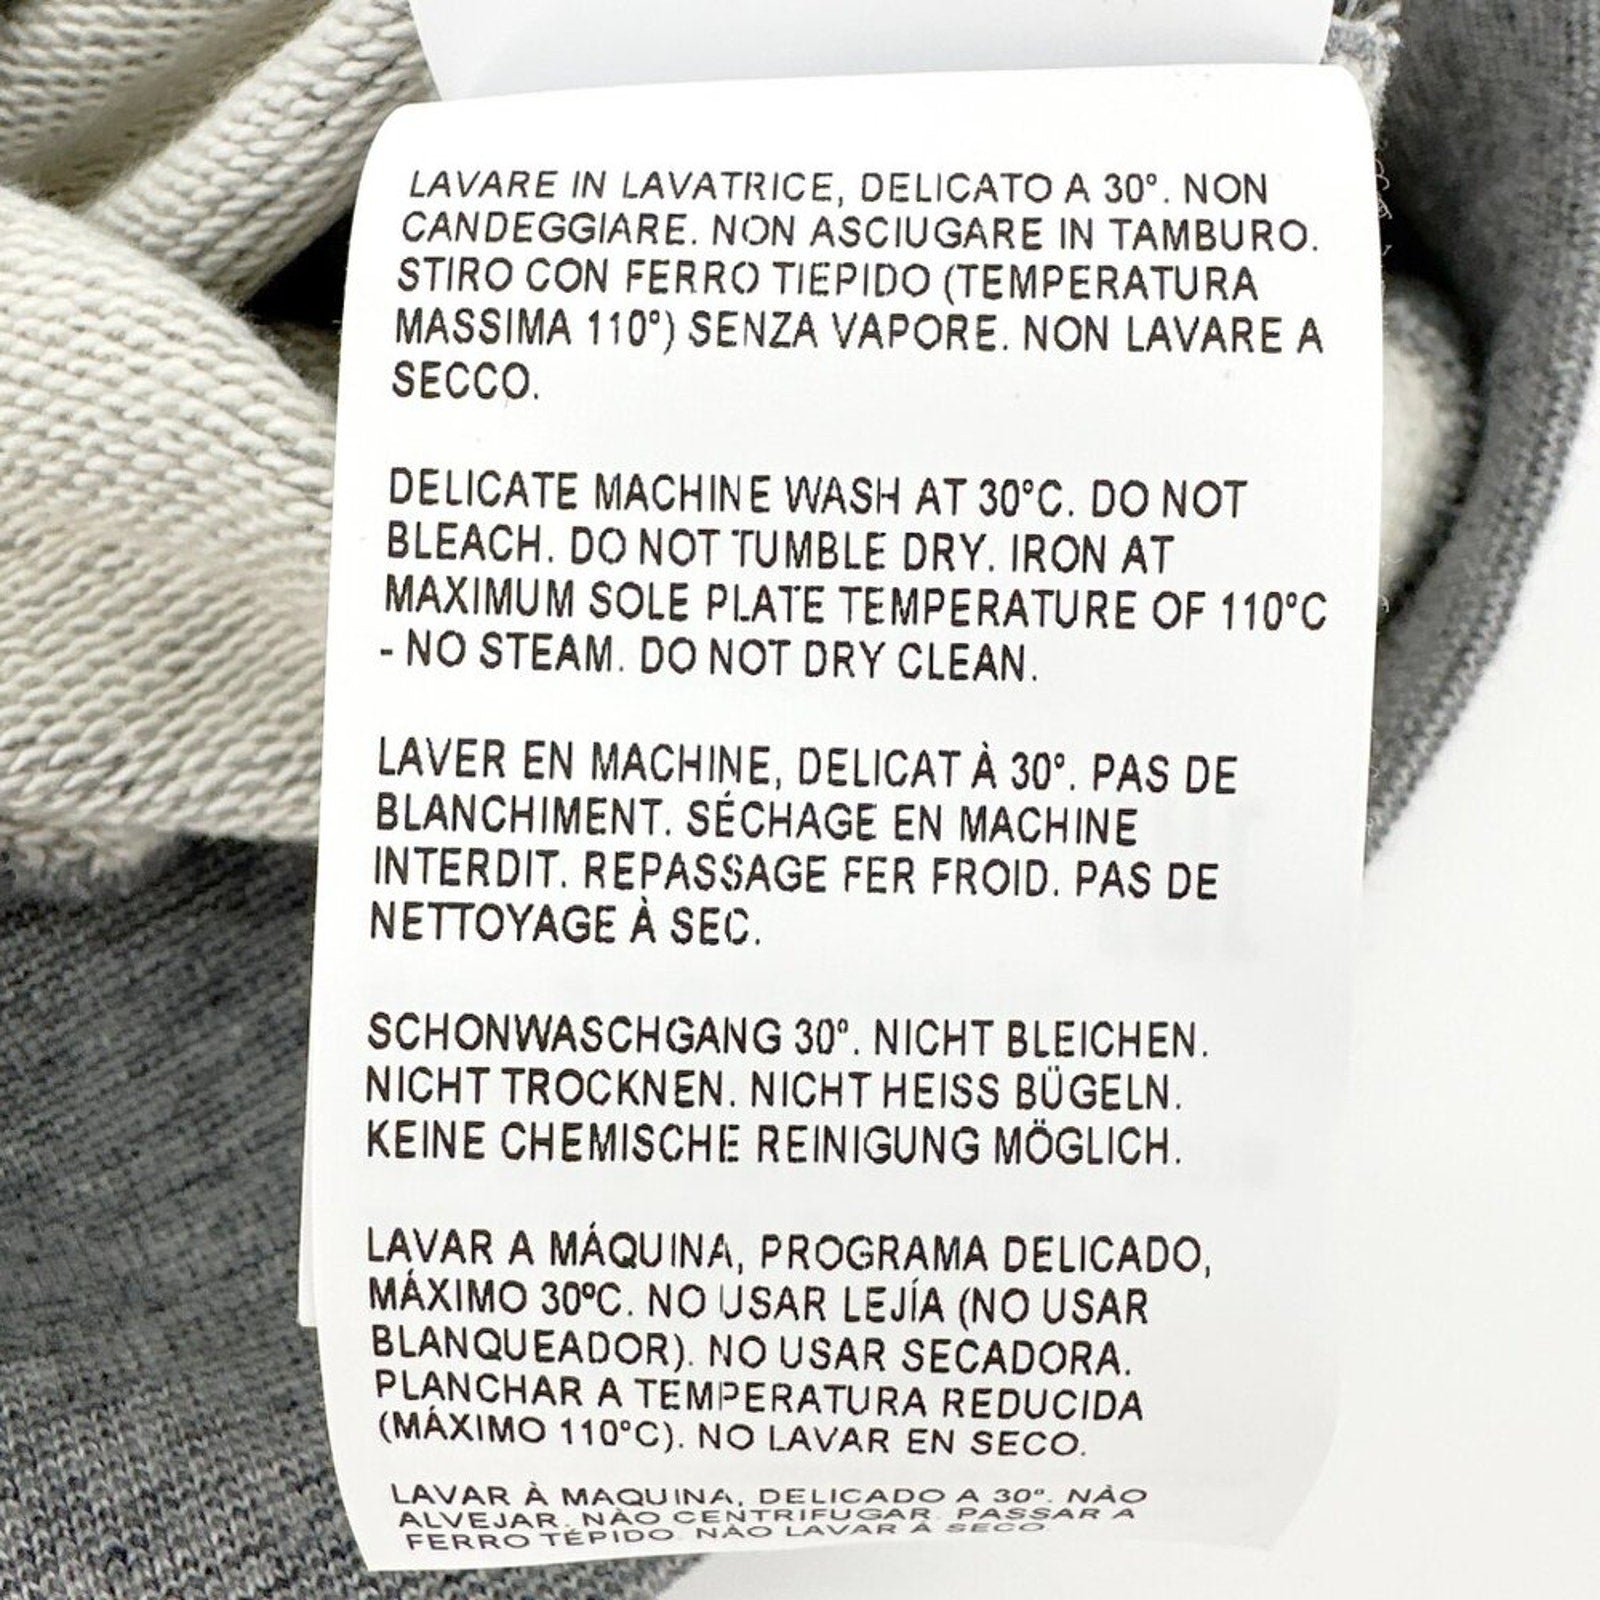 LAVARE IN LAVATRICE, DELICATO A 30°. NON
CANDEGGIARE. NON ASCIUGARE IN TAMBURO.
STIRO CON FERRO TIEPIDO (TEMPERATURA
MASSIMA 110°) SENZA VAPORE. NON LAVARE A
SECCO.
DELICATE MACHINE WASH AT 30°C. DO NOT
BLEACH. DO NOT TUMBLE DRY. IRON AT
MAXIMUM SOLE PLATE TEMPERATURE OF 110°C
- NO STEAM. DO NOT DRY CLEAN.
LAVER EN MACHINE, DELICAT À 30°. PAS DE
BLANCHIMENT. SÉCHAGE EN MACHINE
INTERDIT. REPASSAGE FER FROID. PAS DE
NETTOYAGE À SEC.
SCHONWASCHGANG 30°. NICHT BLEICHEN.
NICHT TROCKNEN. NICHT HEISS BÜGELN.
KEINE CHEMISCHE REINIGUNG MÖGLICH.
LAVAR A MÁQUINA, PROGRAMA DELICADO,
MÁXIMO 30ºC. NO USAR LEJÍA (NO USAR
BLANQUEADOR). NO USAR SECADORA.
PLANCHAR A TEMPERATURA REDUCIDA
(MÁXIMO 110°C). NO LAVAR EN SECO.
LAVAR À MAQUINA, DELICADO A 30°. NÃO
ALVEJAR. NÃO CENTRIFUGAR. PASSAR A
FERRO TÉPIDO. NÃO LAVAR Á SECO.